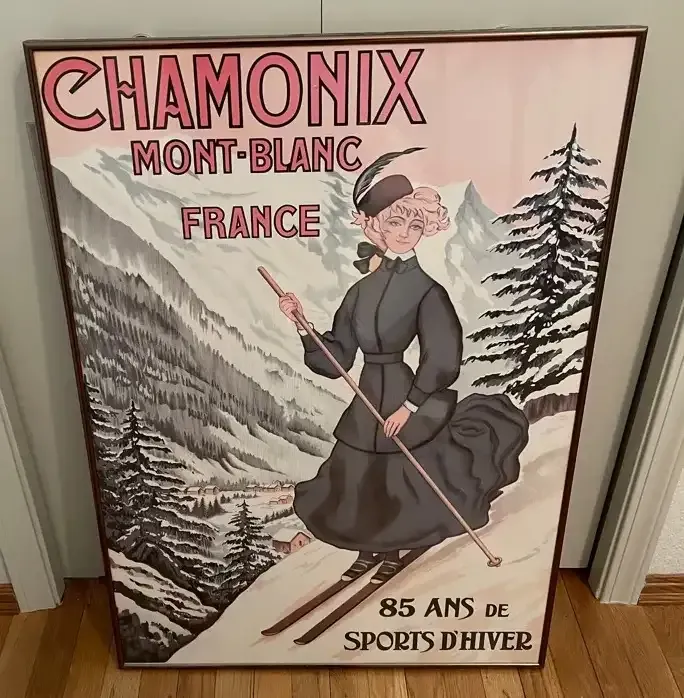 CHAMONIX
MONT-BLANC
FRANCE
85 ANS DE
SPORTS D'HIVER